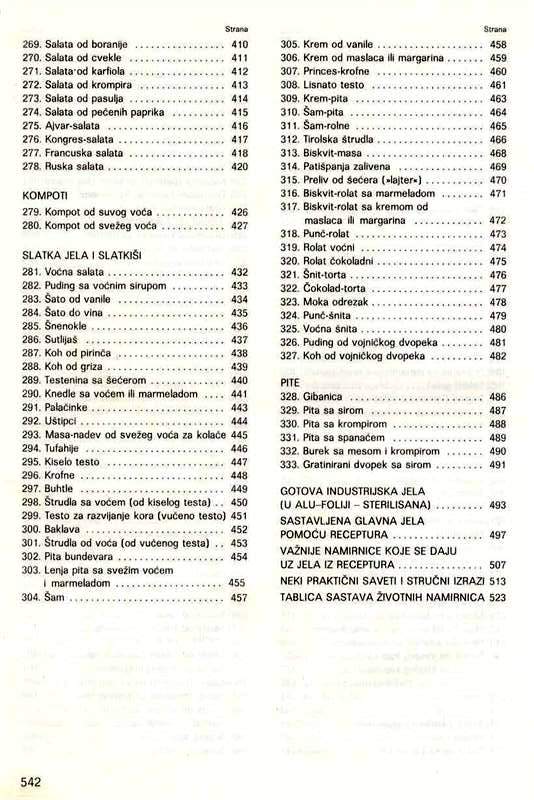 Strana
269. Salata od boranije ................. 410
270. Salata od cvekle ................. 411
271. Salata od karfiola ................. 412
272. Salata od krompira ................. 413
273. Salata od pasulja ................. 414
274. Salata od pečenih paprika ......... 415
275. Ajvar-salata ................. 416
276. Kongres-salata ................. 417
277. Francuska salata ................. 418
278. Ruska salata ................. 420
KOMPOTI
279. Kompot od suvog voća ............. 426
280. Kompot od svežeg voća ............ 427
SLATKA JELA I SLATKIŠI
281. Voćna salata ................. 432
282. Puding sa voćnim sirupom ......... 433
283. Šato od vanile ................. 434
284. Šato do vina ................. 435
285. Šnenokle ................. 436
286. Sutlijaš ................. 437
287. Koh od pirinča ................. 438
288. Koh od griza ................. 439
289. Testenina sa šećerom ............. 440
290. Knedle sa voćem ili marmeladom .... 441
291. Palačinke ................. 443
292. Uštipci ................. 444
293. Masa-nadev od svežeg voća za kolače 445
294. Tufahije ................. 446
295. Kiselo testo ................. 447
296. Krofne ................. 448
297. Buhtle ................. 449
298. Štrudla sa voćem (od kiselog testa) .. 450
299. Testo za razvijanje kora (vučeno testo) 451
300. Baklava ................. 452
301. Štrudla od voća (od vučenog testa) .. 453
302. Pita bundevara ................. 454
303. Lenja pita sa svežim voćem
i marmeladom ................. 455
304. Šam ................. 457
Strana
305. Krem od vanile ................. 458
306. Krem od maslaca ili margarina ....... 459
307. Princes-krofne ................. 460
308. Lisnato testo ................. 461
309. Krem-pita ................. 463
310. Šam-pita ................. 464
311. Šam-rolne ................. 465
312. Tirolska štrudla ................. 466
313. Biskvit-masa ................. 468
314. Patišpanja zalivena ............... 469
315. Preliv od šećera (»lajter«) .......... 470
316. Biskvit-rolat sa marmeladom ........ 471
317. Biskvit-rolat sa kremom od
maslaca ili margarina ............. 472
318. Punč-rolat ................. 473
319. Rolat voćni ................. 474
320. Rolat čokoladni ................. 475
321. Šnit-torta ................. 476
322. Čokolad-torta ................. 477
323. Moka odrezak ................. 478
324. Punč-šnita ................. 479
325. Voćna šnita ................. 480
326. Puding od vojničkog dvopeka ....... 481
327. Koh od vojničkog dvopeka .......... 482
PITE
328. Gibanica ................. 486
329. Pita sa sirom ................. 487
330. Pita sa krompirom ................. 488
331. Pita sa spanaćem ................. 489
332. Burek sa mesom i krompirom ....... 490
333. Gratinirani dvopek sa sirom ......... 491
GOTOVA INDUSTRIJSKA JELA
(U ALU-FOLIJI – STERILISANA) .......... 493
SASTAVLJENA GLAVNA JELA
POMOĆU RECEPTURA ................. 497
VAŽNIJE NAMIRNICE KOJE SE DAJU
UZ JELA IZ RECEPTURA ............... 507
NEKI PRAKTIČNI SAVETI I STRUČNI IZRAZI 513
TABLICA SASTAVA ŽIVOTNIH NAMIRNICA 523
542